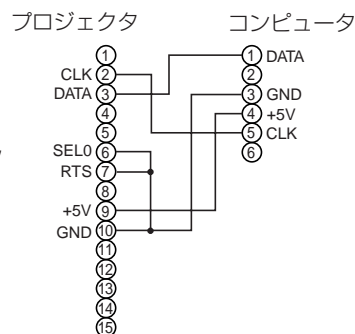 プロジェクタ
1
CLK 2
DATA 3
4
5
SEL0 6
RTS 7
8
+5V 9
GND 10
11
12
13
14
15
コンピュータ
1 DATA
2
3 GND
4 +5V
5 CLK
6